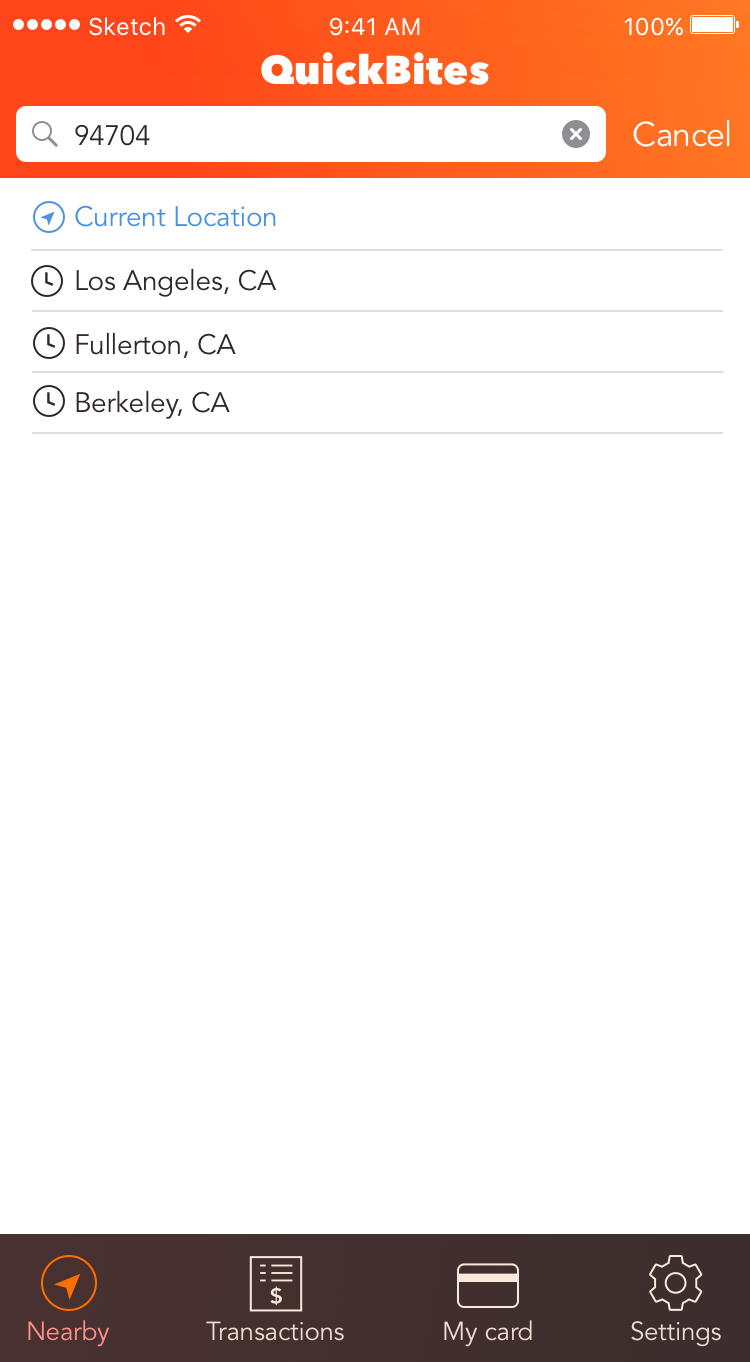 Sketch 9:41 AM 100%
QuickBites
94704 Cancel
Current Location
Los Angeles, CA
Fullerton, CA
Berkeley, CA
$
Nearby Transactions My card Settings